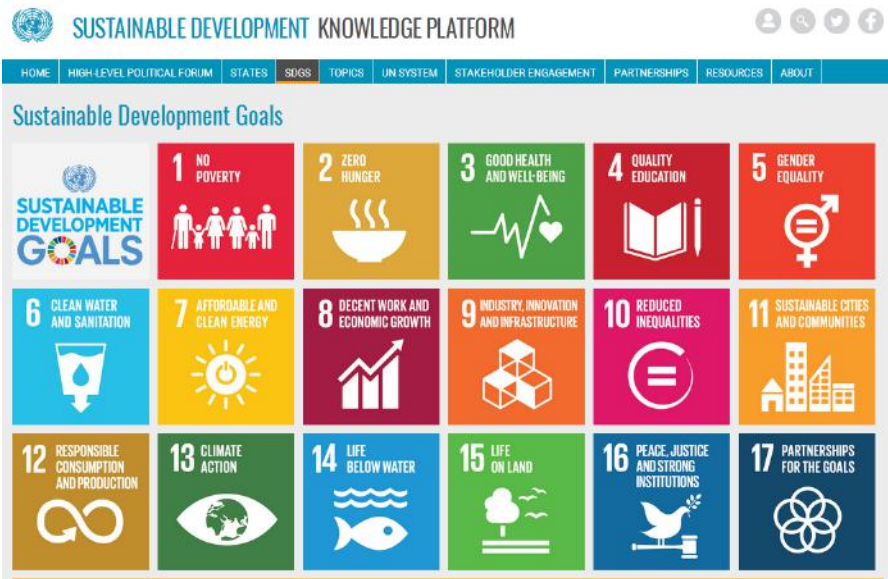 SUSTAINABLE DEVELOPMENT KNOWLEDGE PLATFORM
HOME HIGH-LEVEL POLITICAL FORUM STATES SDGS TOPICS UN SYSTEM STAKEHOLDER ENGAGEMENT PARTNERSHIPS RESOURCES ABOUT
Sustainable Development Goals
SUSTAINABLE
DEVELOPMENT
GOALS
1 NO
POVERTY
2 ZERO
HUNGER
3 GOOD HEALTH
AND WELL-BEING
4 QUALITY
EDUCATION
5 GENDER
EQUALITY
6 CLEAN WATER
AND SANITATION
7 AFFORDABLE AND
CLEAN ENERGY
8 DECENT WORK AND
ECONOMIC GROWTH
9 INDUSTRY, INNOVATION
AND INFRASTRUCTURE
10 REDUCED
INEQUALITIES
11 SUSTAINABLE CITIES
AND COMMUNITIES
12 RESPONSIBLE
CONSUMPTION
AND PRODUCTION
13 CLIMATE
ACTION
14 LIFE
BELOW WATER
15 LIFE
ON LAND
16 PEACE, JUSTICE
AND STRONG
INSTITUTIONS
17 PARTNERSHIPS
FOR THE GOALS